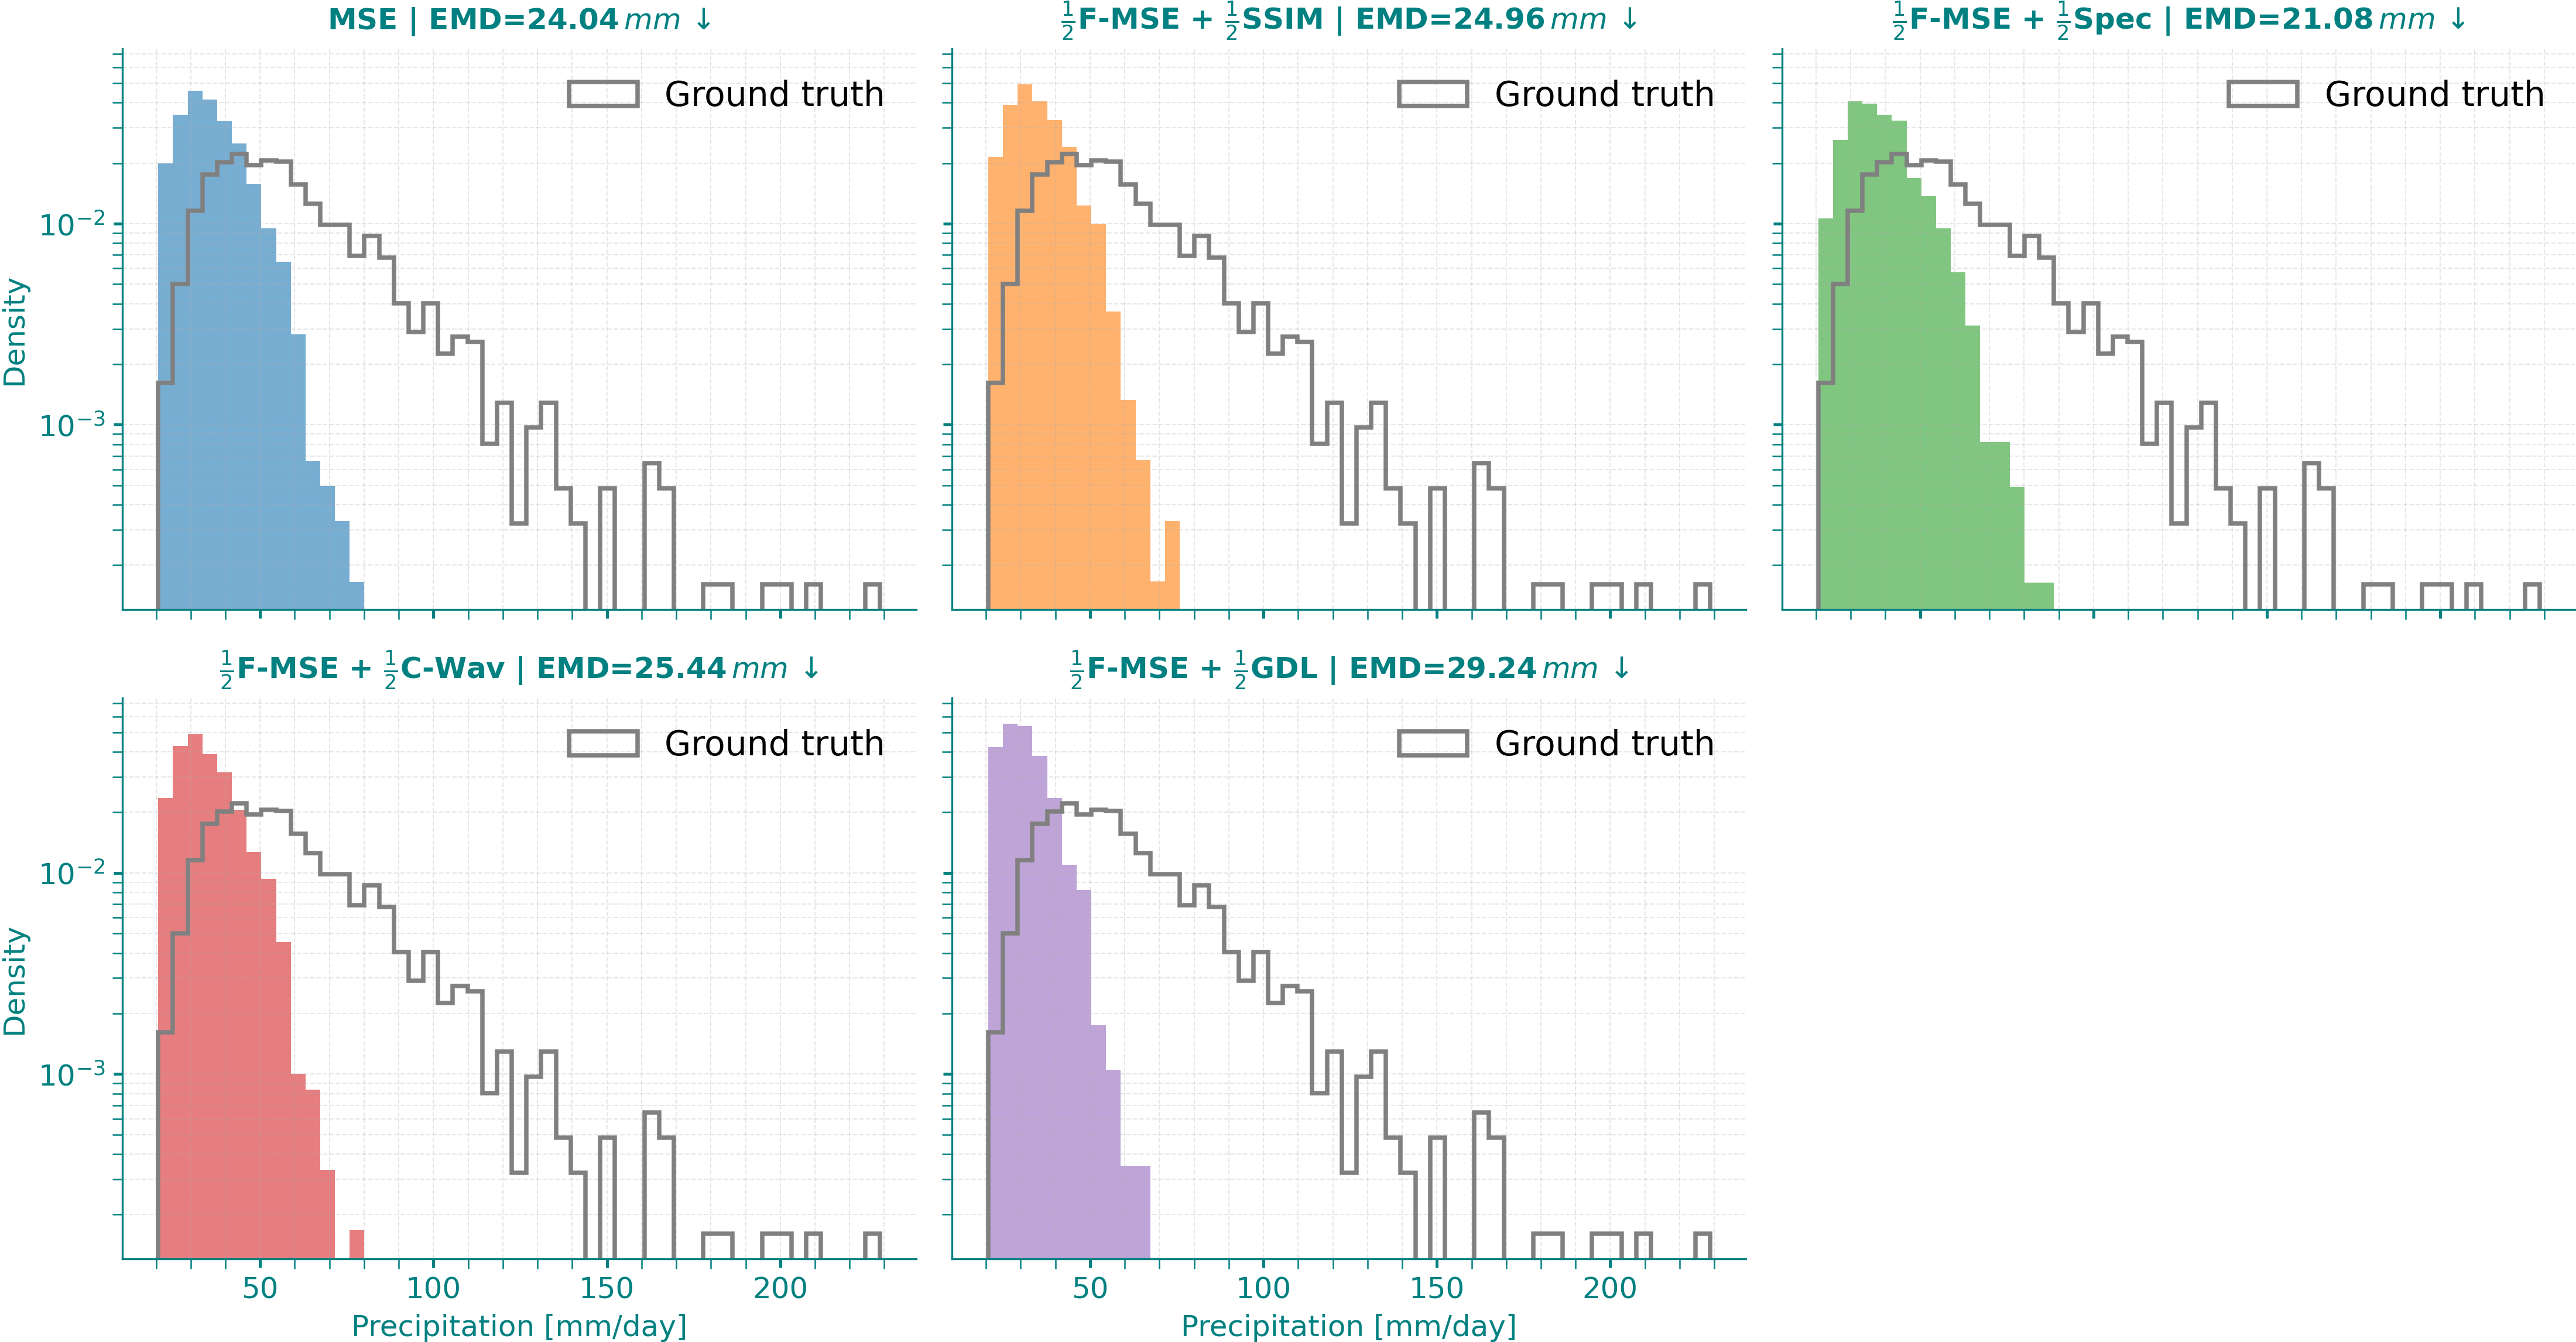 MSE | EMD=24.04 mm ↓
½F-MSE + ½SSIM | EMD=24.96 mm ↓
½F-MSE + ½Spec | EMD=21.08 mm ↓
Ground truth
Ground truth
Ground truth
Density
10⁻²
10⁻³
½F-MSE + ½C-Wav | EMD=25.44 mm ↓
½F-MSE + ½GDL | EMD=29.24 mm ↓
Ground truth
Ground truth
Density
10⁻²
10⁻³
50 100 150 200
50 100 150 200
Precipitation [mm/day]
Precipitation [mm/day]